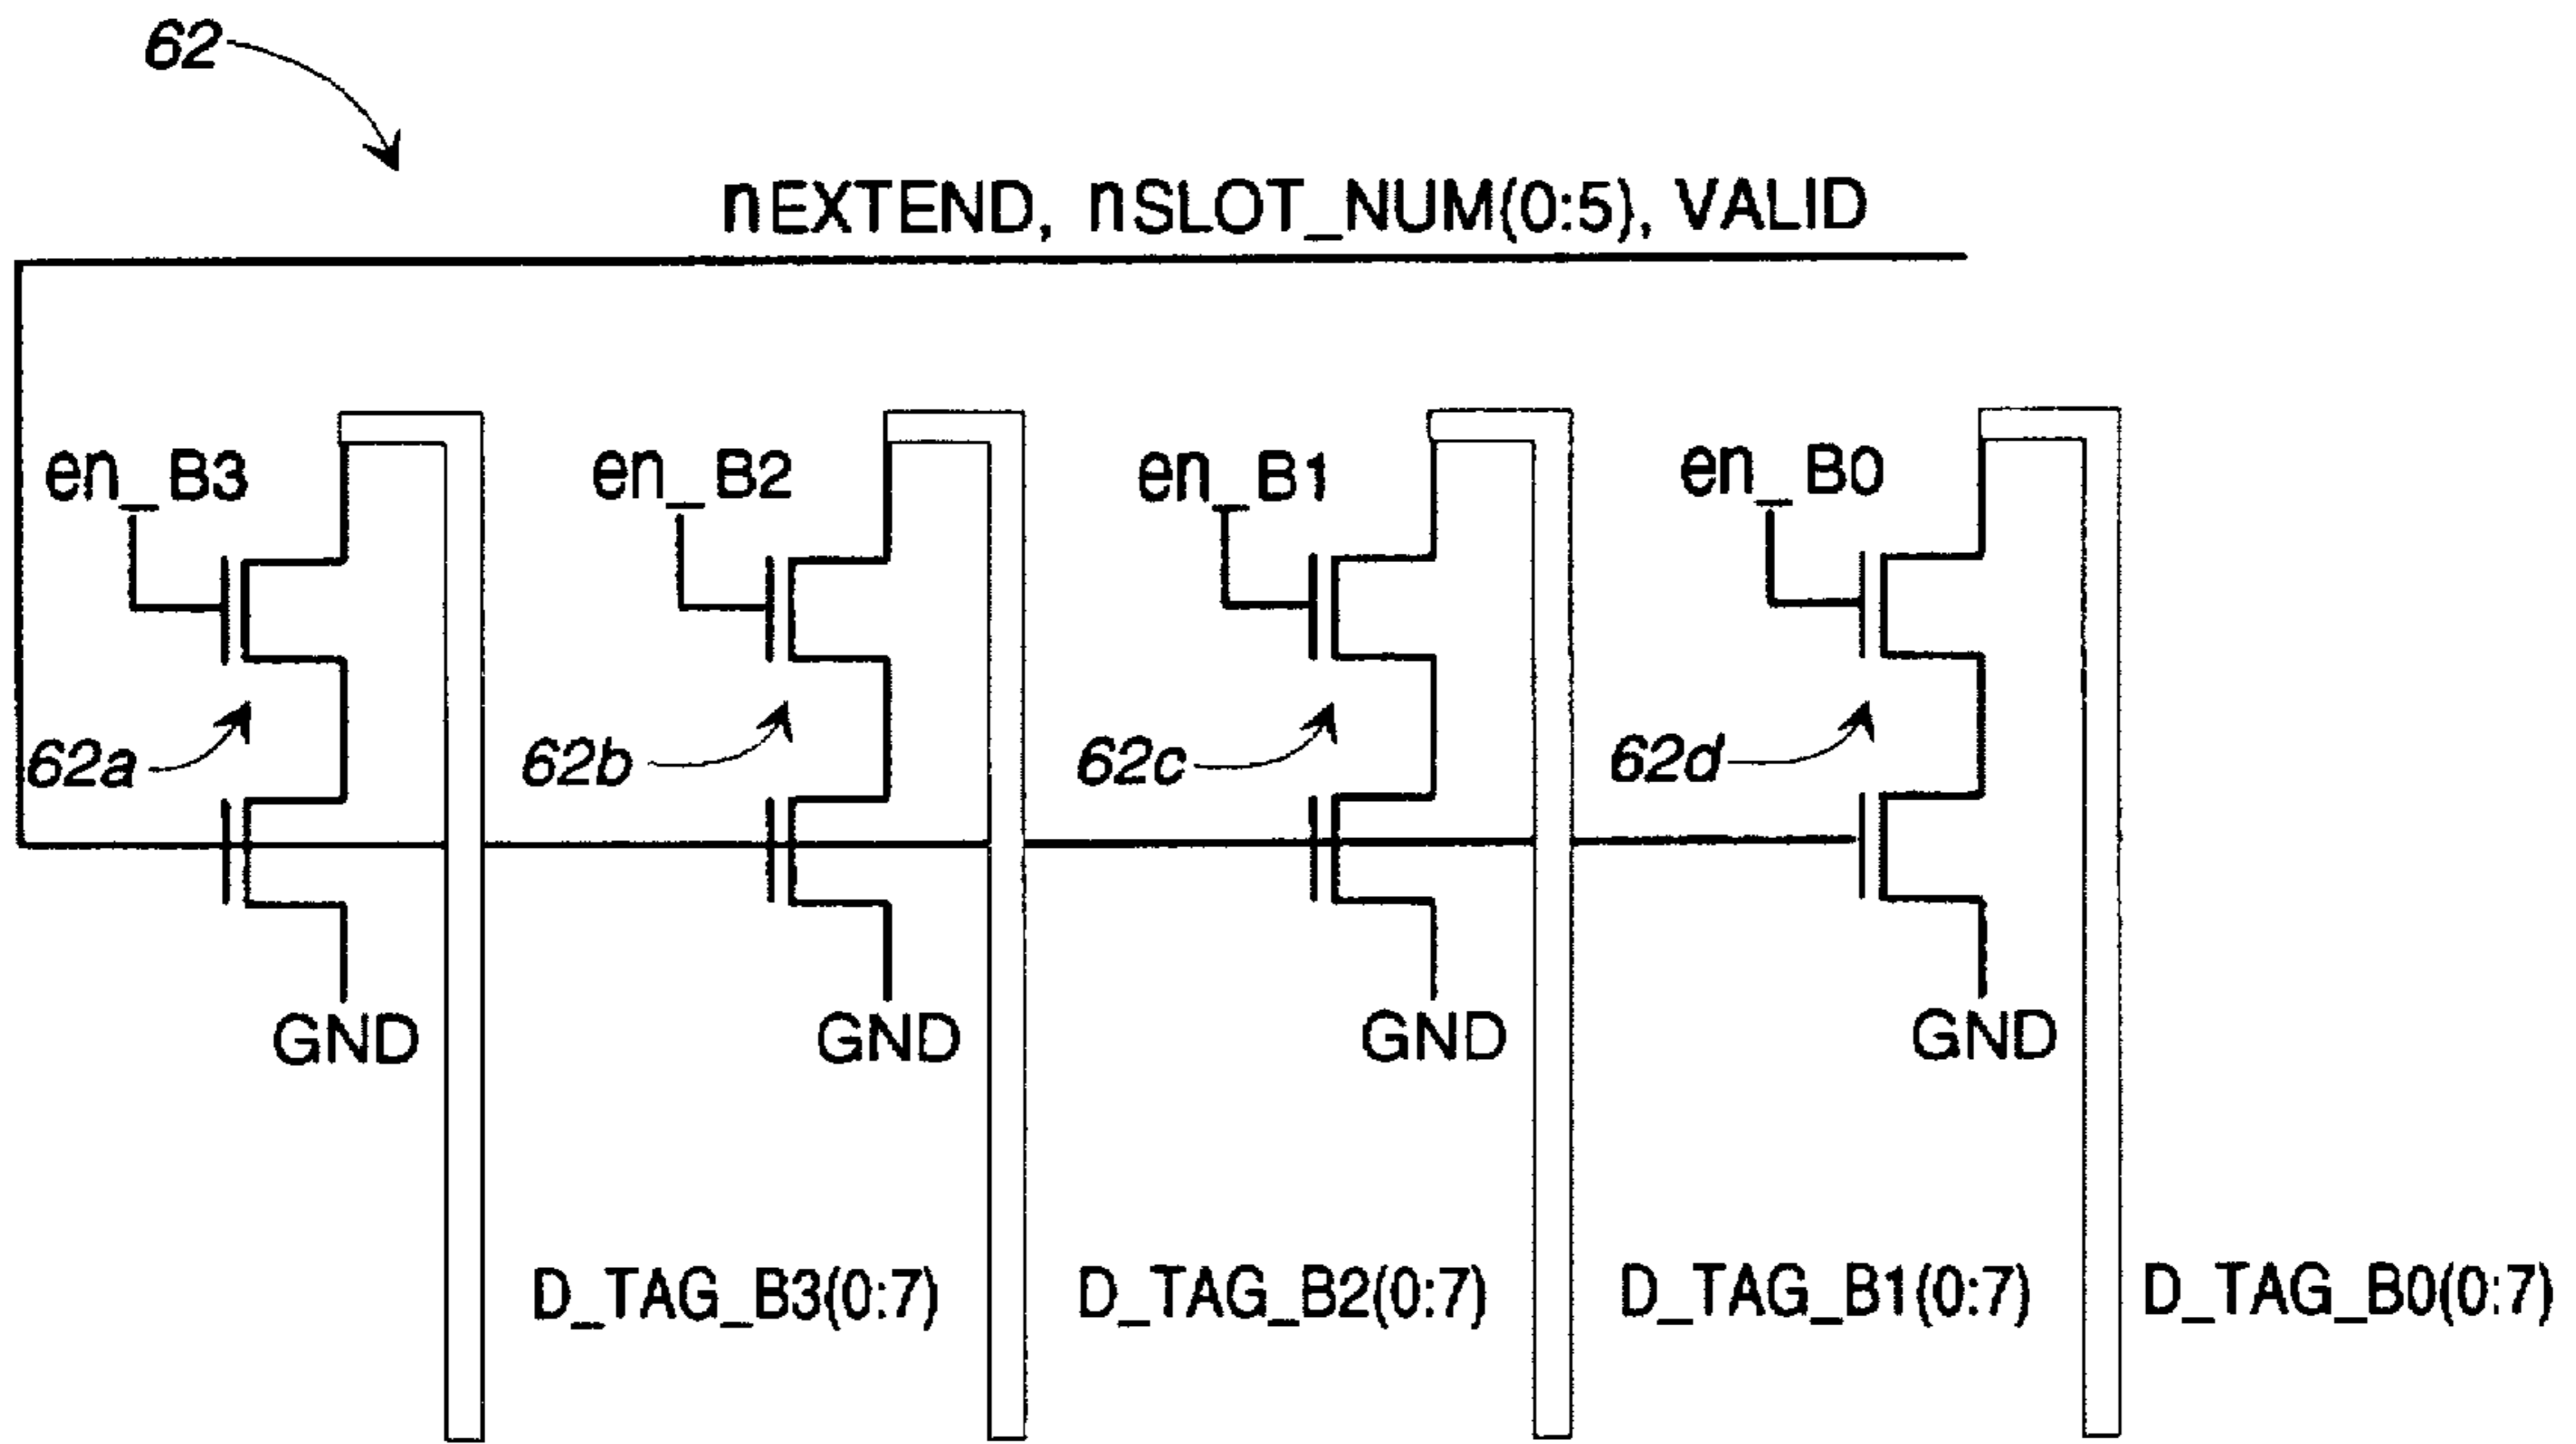 62
nEXTEND, nSLOT_NUM(0:5), VALID
en_B3 en_B2 en_B1 en_B0
62a 62b 62c 62d
GND GND GND GND
D_TAG_B3(0:7) D_TAG_B2(0:7) D_TAG_B1(0:7) D_TAG_B0(0:7)